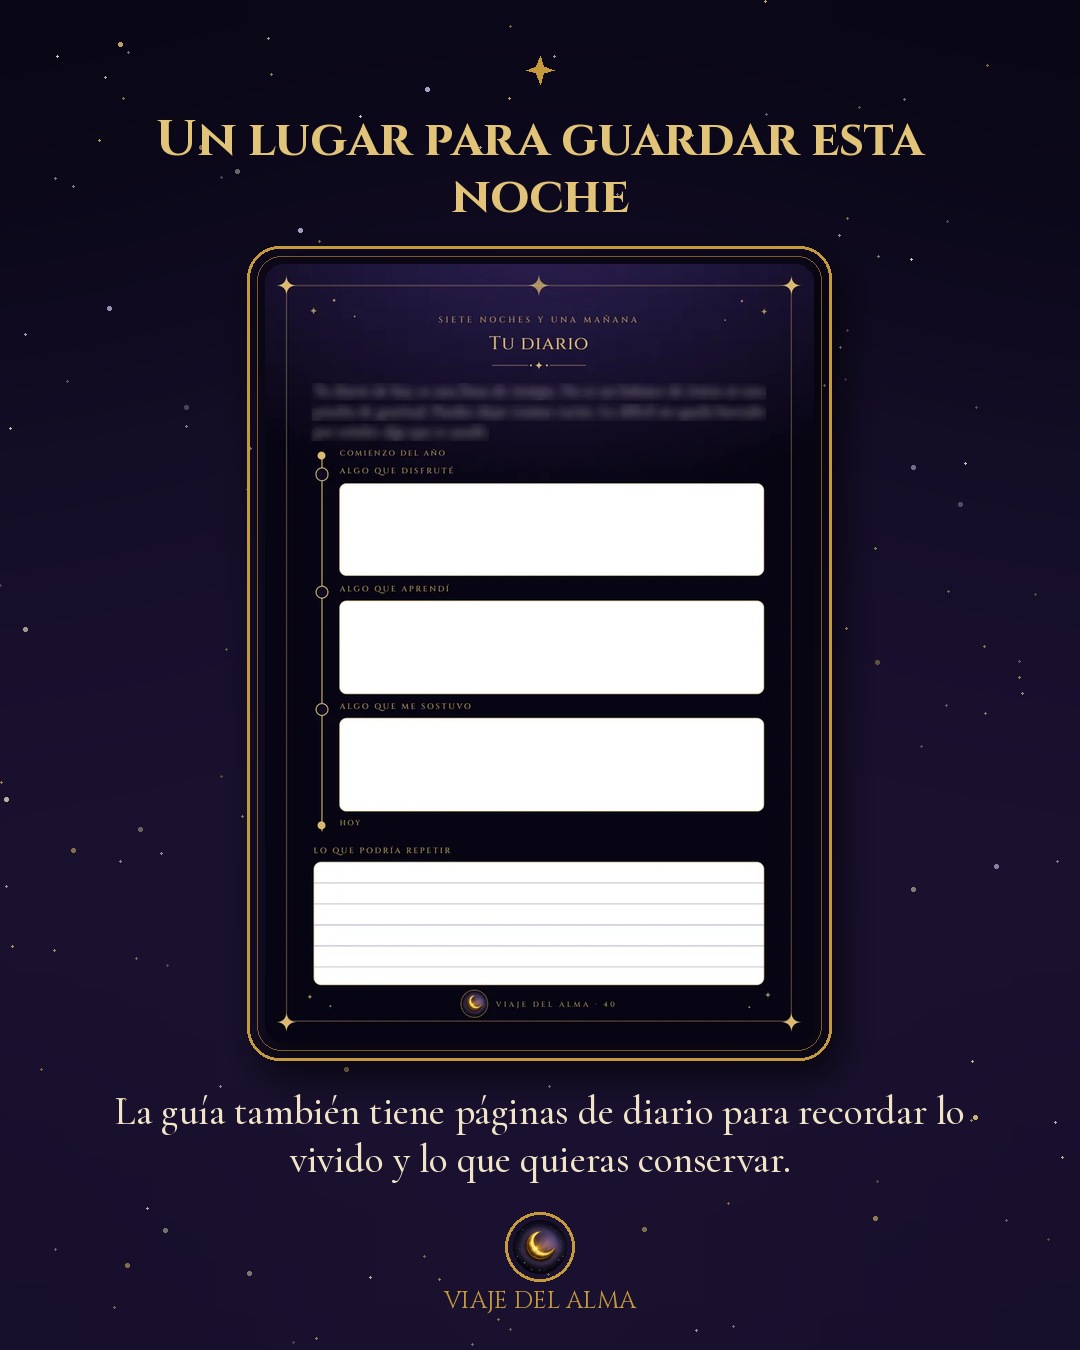 Un lugar para guardar esta
noche
SIETE NOCHES Y UNA MAÑANA
Tu diario
COMIENZO DEL AÑO
ALGO QUE DISFRUTÉ
ALGO QUE APRENDÍ
ALGO QUE ME SOSTUVO
HOY
LO QUE PODRÍA REPETIR
VIAJE DEL ALMA · 40
La guía también tiene páginas de diario para recordar lo
vivido y lo que quieras conservar.
VIAJE DEL ALMA